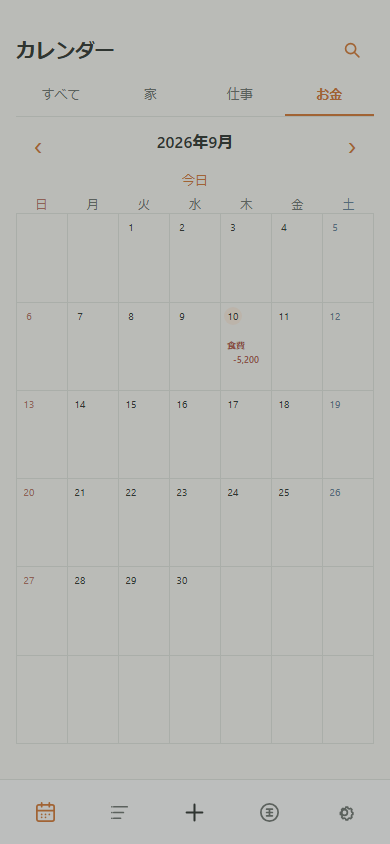 カレンダー
すべて 家 仕事 お金
‹ 2026年9月 ›
今日
日 月 火 水 木 金 土
1 2 3 4 5
6 7 8 9 10 11 12
食費
-5,200
13 14 15 16 17 18 19
20 21 22 23 24 25 26
27 28 29 30